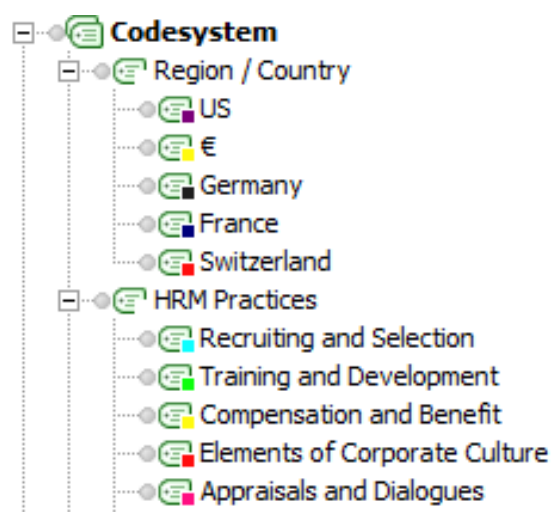 Codesystem
Region / Country
US
€
Germany
France
Switzerland
HRM Practices
Recruiting and Selection
Training and Development
Compensation and Benefit
Elements of Corporate Culture
Appraisals and Dialogues